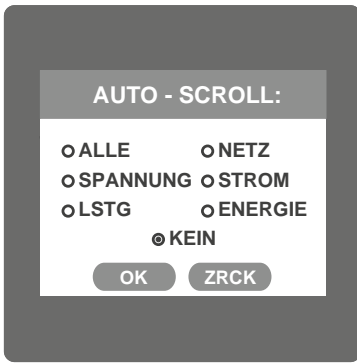 AUTO - SCROLL:
ALLE NETZ
SPANNUNG STROM
LSTG ENERGIE
KEIN
OK ZRCK